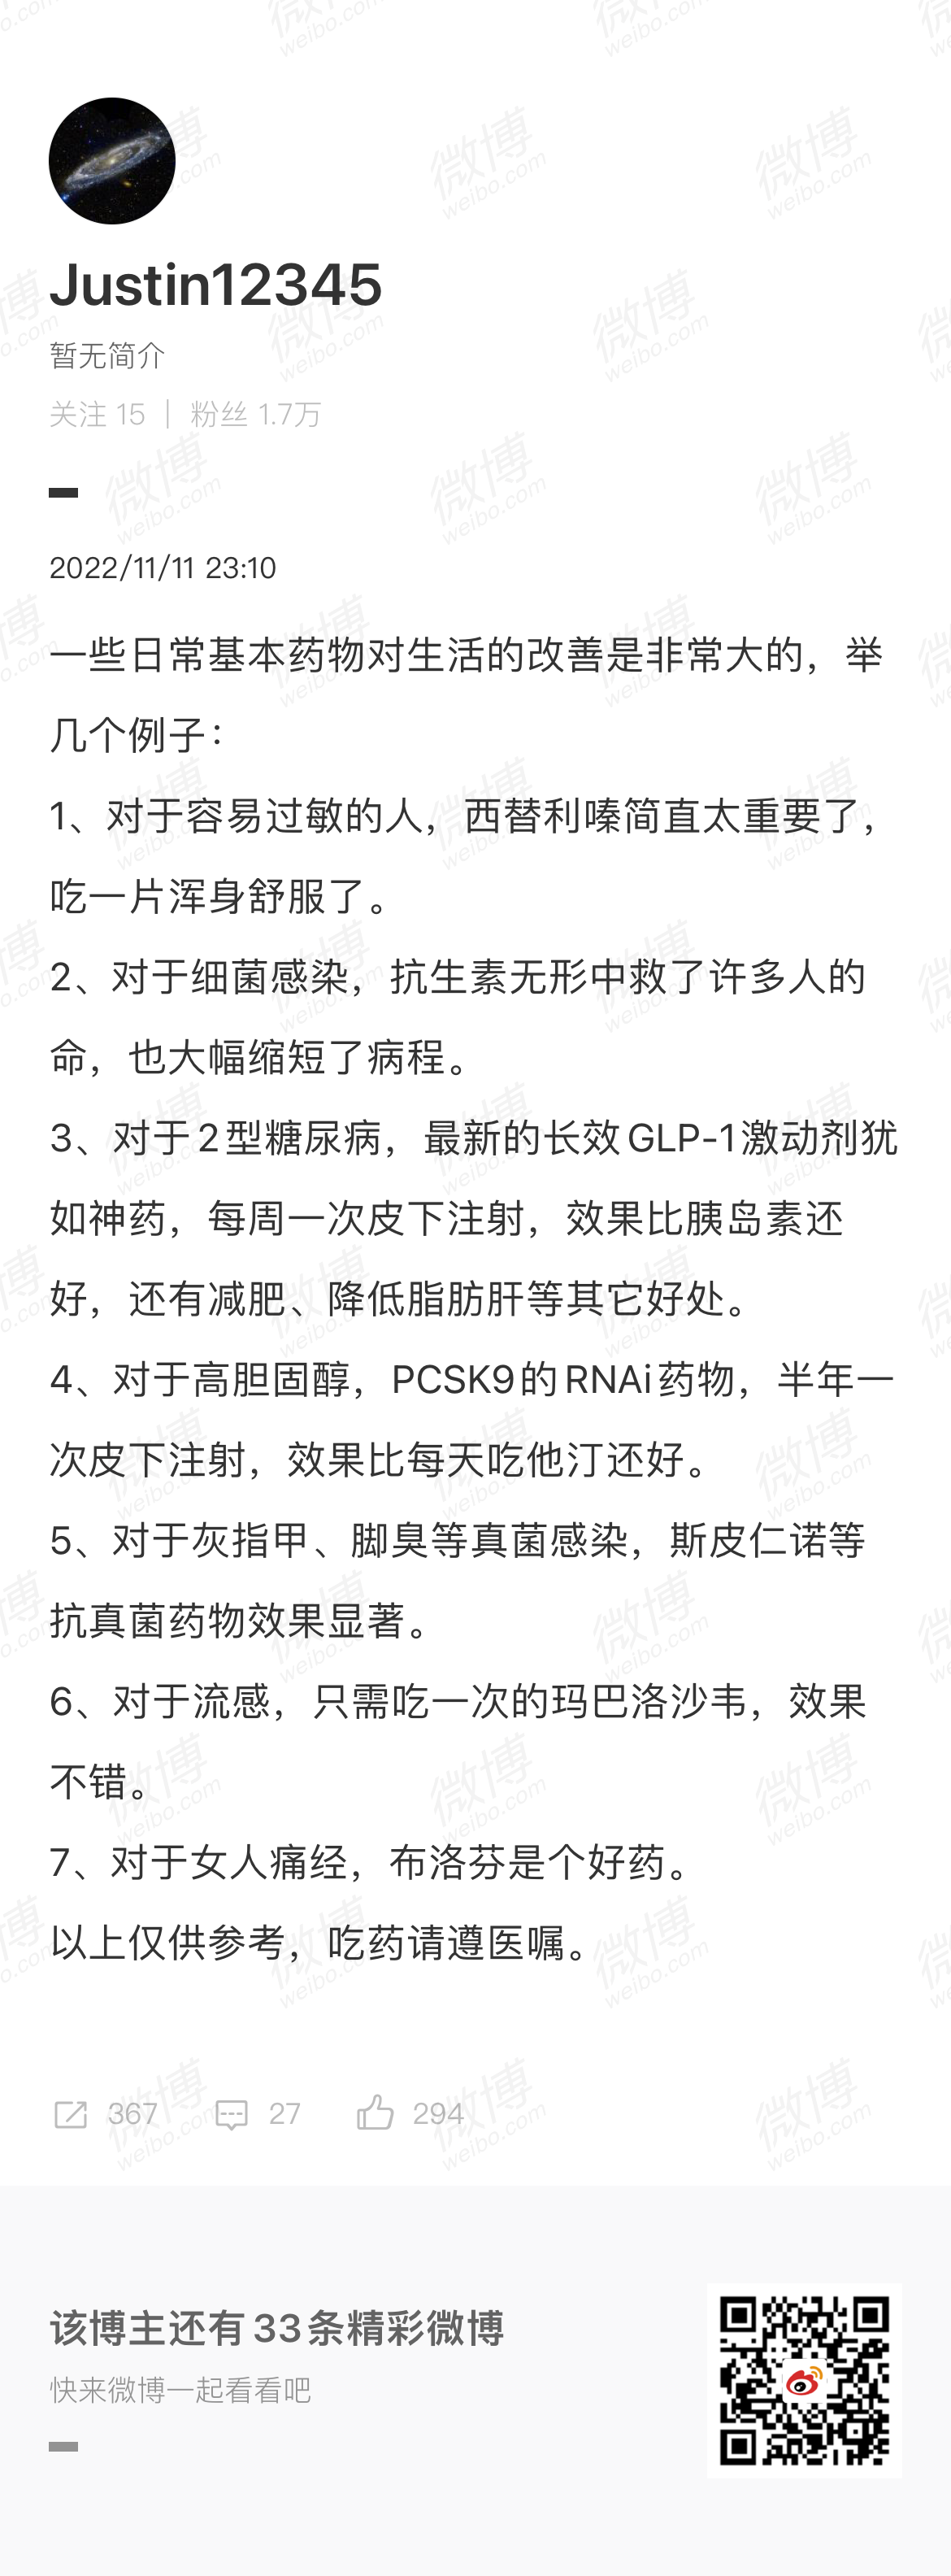 Justin12345
暂无简介
关注 15 | 粉丝 1.7万
2022/11/11 23:10
一些日常基本药物对生活的改善是非常大的，举
几个例子：
1、对于容易过敏的人，西替利嗪简直太重要了，
吃一片浑身舒服了。
2、对于细菌感染，抗生素无形中救了许多人的
命，也大幅缩短了病程。
3、对于2型糖尿病，最新的长效GLP-1激动剂犹
如神药，每周一次皮下注射，效果比胰岛素还
好，还有减肥、降低脂肪肝等其它好处。
4、对于高胆固醇，PCSK9的RNAi药物，半年一
次皮下注射，效果比每天吃他汀还好。
5、对于灰指甲、脚臭等真菌感染，斯皮仁诺等
抗真菌药物效果显著。
6、对于流感，只需吃一次的玛巴洛沙韦，效果
不错。
7、对于女人痛经，布洛芬是个好药。
以上仅供参考，吃药请遵医嘱。
367 27 294
该博主还有33条精彩微博
快来微博一起看看吧
微博
weibo.com